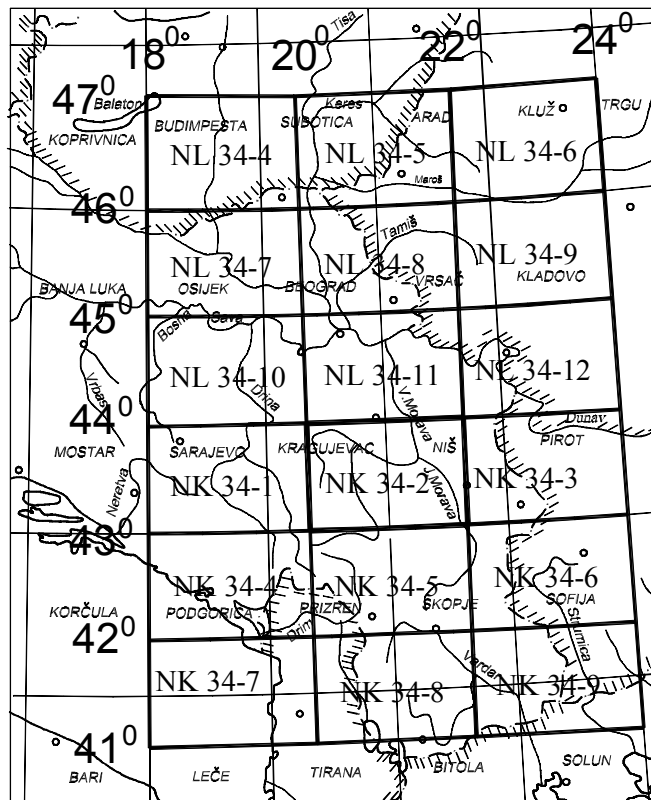 18⁰ 20⁰ 22⁰ 24⁰
Tisa
47⁰
Balaton
Keres
KOPRIVNICA BUDIMPESTA SUBOTICA ARAD KLUŽ TRGU
NL 34-4 NL 34-5 NL 34-6
Maroš
46⁰
Tamiš
NL 34-7 NL 34-8 NL 34-9
BANJA LUKA OSIJEK BEOGRAD VRSAČ KLADOVO
45⁰
Bosna Sava
Vrbas
NL 34-10 NL 34-11 NL 34-12
Drina
V.Morava
44⁰
Dunav
MOSTAR SARAJEVO KRAGUJEVAC NIŠ PIROT
Neretva
NK 34-1 NK 34-2 NK 34-3
J.Morava
43⁰
NK 34-4 NK 34-5 NK 34-6
KORČULA PODGORISA PRIZREN SKOPJE SOFIJA
Drim
Strumica
42⁰
Vardar
NK 34-7 NK 34-8 NK 34-9
41⁰
BARI LEČE TIRANA BITOLA SOLUN